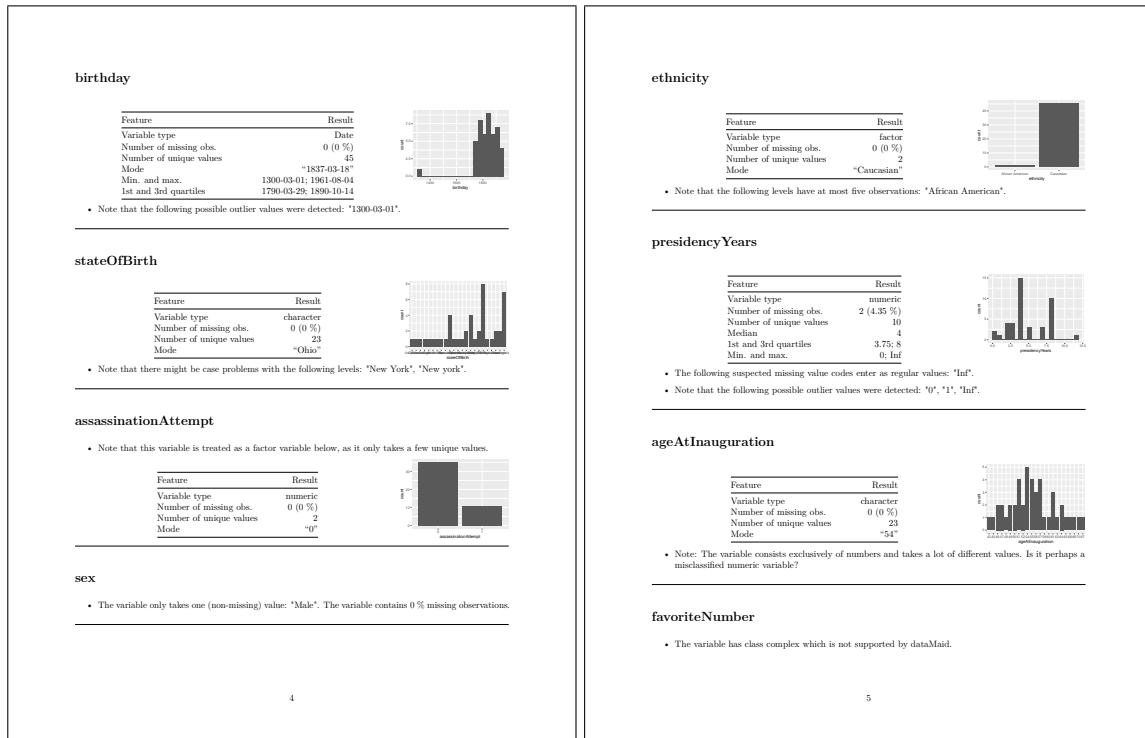 birthday
Feature Result
Variable type Date
Number of missing obs. 0 (0 %)
Number of unique values 45
Mode “1837-03-18”
Min. and max. 1300-03-01; 1961-08-04
1st and 3rd quartiles 1790-03-29; 1890-10-14
birthday
• Note that the following possible outlier values were detected: "1300-03-01".
stateOfBirth
Feature Result
Variable type character
Number of missing obs. 0 (0 %)
Number of unique values 23
Mode “Ohio”
stateOfBirth
• Note that there might be case problems with the following levels: "New York", "New york".
assassinationAttempt
• Note that this variable is treated as a factor variable below, as it only takes a few unique values.
Feature Result
Variable type numeric
Number of missing obs. 0 (0 %)
Number of unique values 2
Mode “0”
assassinationAttempt
sex
• The variable only takes one (non-missing) value: "Male". The variable contains 0 % missing observations.
4
ethnicity
Feature Result
Variable type factor
Number of missing obs. 0 (0 %)
Number of unique values 2
Mode “Caucasian”
African American Caucasian
ethnicity
• Note that the following levels have at most five observations: "African American".
presidencyYears
Feature Result
Variable type numeric
Number of missing obs. 2 (4.35 %)
Number of unique values 10
Median 4
1st and 3rd quartiles 3.75; 8
Min. and max. 0; Inf
presidencyYears
• The following suspected missing value codes enter as regular values: "Inf".
• Note that the following possible outlier values were detected: "0", "1", "Inf".
ageAtInauguration
Feature Result
Variable type character
Number of missing obs. 0 (0 %)
Number of unique values 23
Mode “54”
ageAtInauguration
• Note: The variable consists exclusively of numbers and takes a lot of different values. Is it perhaps a
misclassified numeric variable?
favoriteNumber
• The variable has class complex which is not supported by dataMaid.
5